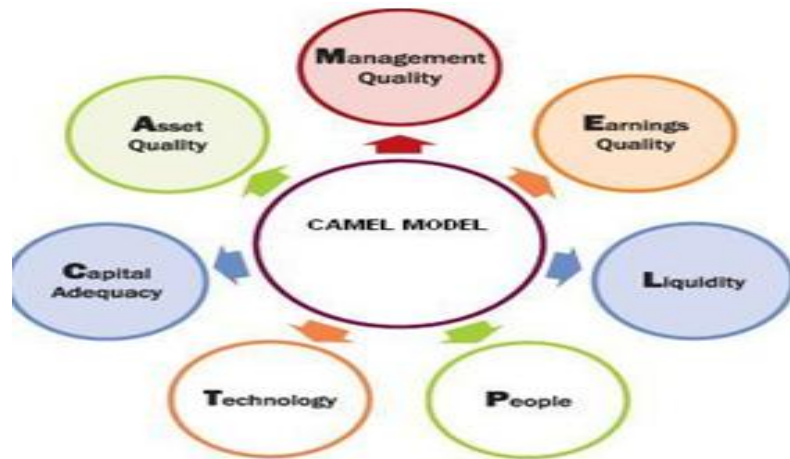 Management
Quality
Asset
Quality
Earnings
Quality
CAMEL MODEL
Capital
Adequacy
Liquidity
Technology
People